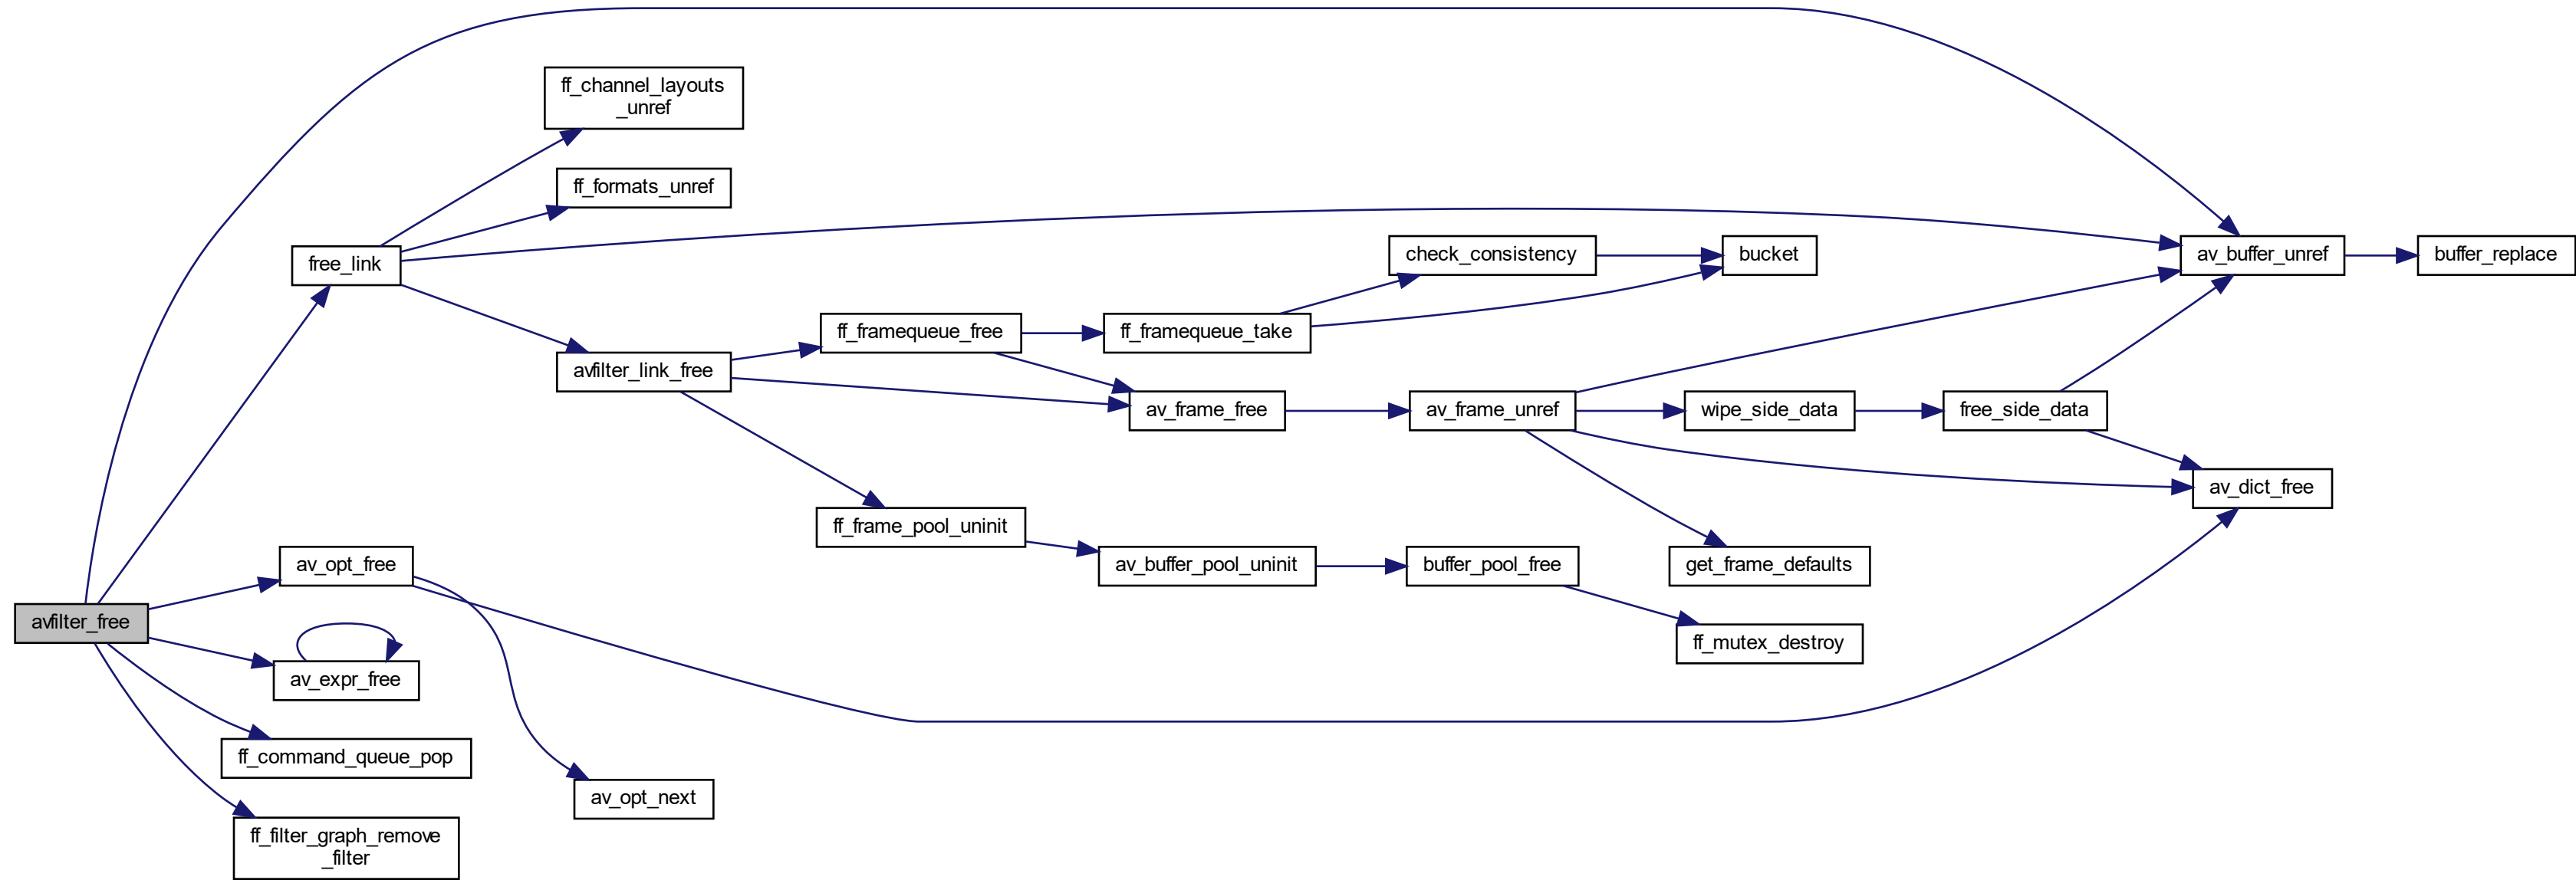 ff_channel_layouts
_unref
ff_formats_unref
free_link
check_consistency
bucket
av_buffer_unref
buffer_replace
ff_framequeue_free
ff_framequeue_take
avfilter_link_free
av_frame_free
av_frame_unref
wipe_side_data
free_side_data
av_dict_free
ff_frame_pool_uninit
av_opt_free
av_buffer_pool_uninit
buffer_pool_free
get_frame_defaults
avfilter_free
ff_mutex_destroy
av_expr_free
ff_command_queue_pop
av_opt_next
ff_filter_graph_remove
_filter